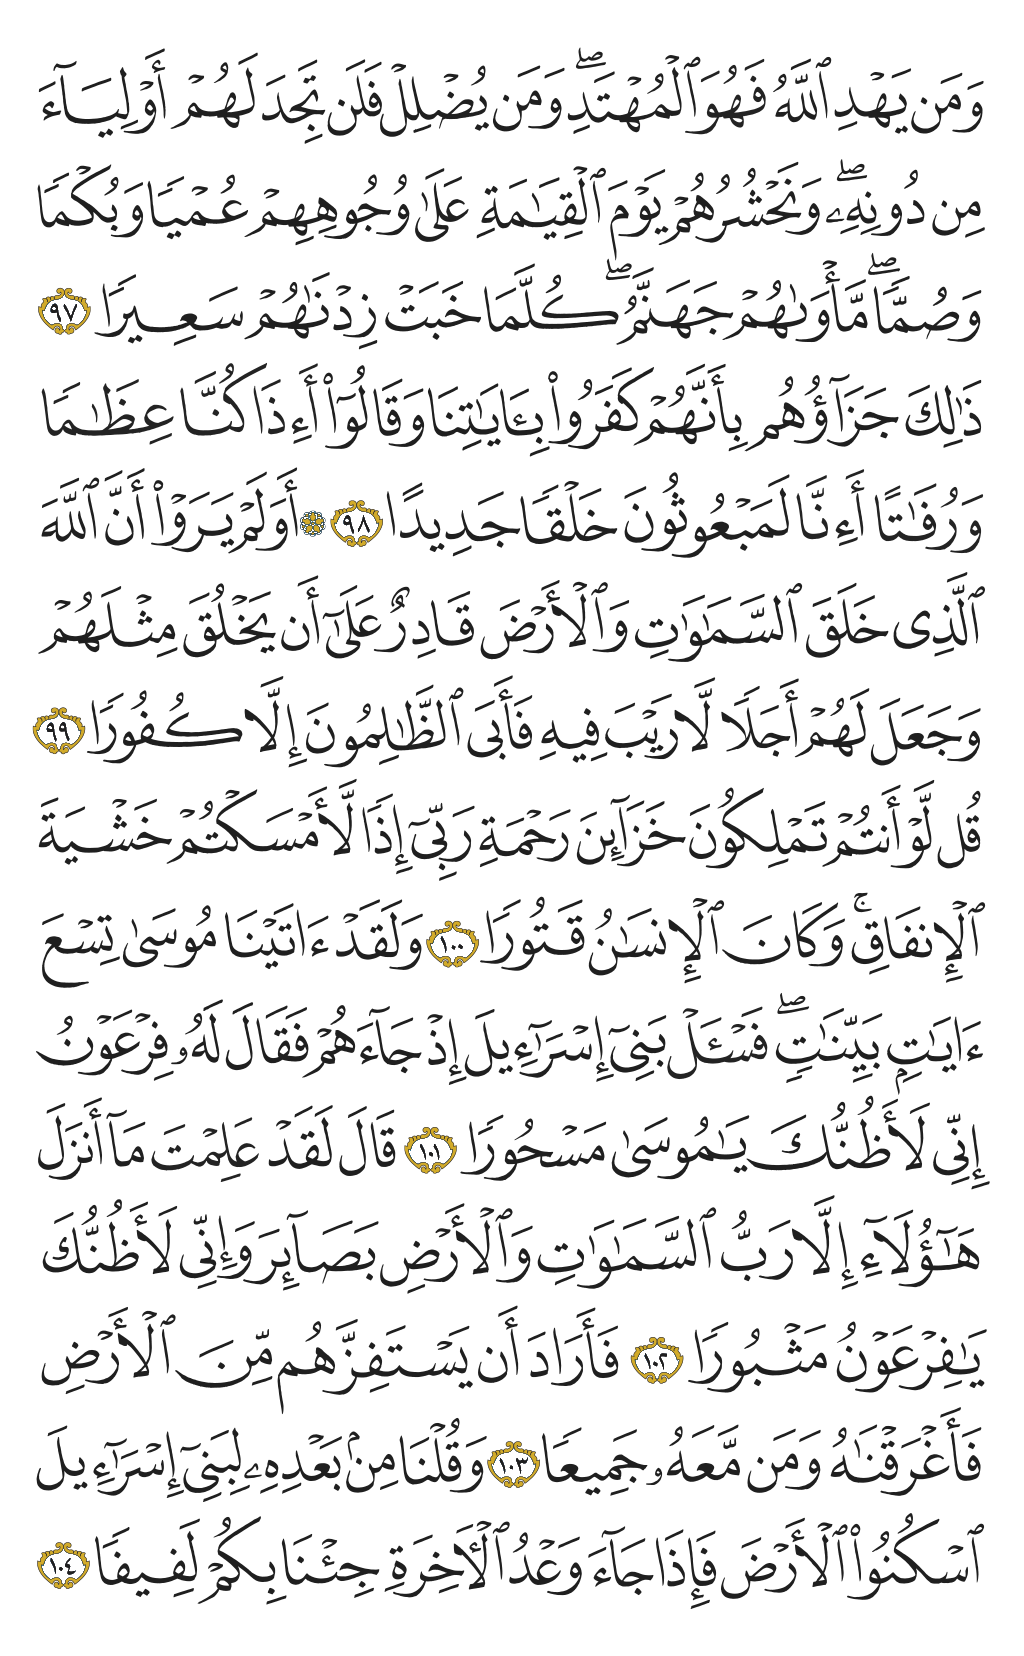 وَمَن يَهْدِ ٱللَّهُ فَهُوَ ٱلْمُهْتَدِ ۖ وَمَن يُضْلِلْ فَلَن تَجِدَ لَهُمْ أَوْلِيَآءَ
مِن دُونِهِۦ ۖ وَنَحْشُرُهُمْ يَوْمَ ٱلْقِيَـٰمَةِ عَلَىٰ وُجُوهِهِمْ عُمْيًا وَبُكْمًا
وَصُمًّا ۖ مَّأْوَىٰهُمْ جَهَنَّمُ ۖ كُلَّمَا خَبَتْ زِدْنَـٰهُمْ سَعِيرًا ٩٧
ذَٰلِكَ جَزَآؤُهُم بِأَنَّهُمْ كَفَرُوا۟ بِـَٔايَـٰتِنَا وَقَالُوٓا۟ أَءِذَا كُنَّا عِظَـٰمًا
وَرُفَـٰتًا أَءِنَّا لَمَبْعُوثُونَ خَلْقًا جَدِيدًا ٩٨ ۞ أَوَلَمْ يَرَوْا۟ أَنَّ ٱللَّهَ
ٱلَّذِى خَلَقَ ٱلسَّمَـٰوَٰتِ وَٱلْأَرْضَ قَادِرٌ عَلَىٰٓ أَن يَخْلُقَ مِثْلَهُمْ
وَجَعَلَ لَهُمْ أَجَلًا لَّا رَيْبَ فِيهِ فَأَبَى ٱلظَّـٰلِمُونَ إِلَّا كُفُورًا ٩٩
قُل لَّوْ أَنتُمْ تَمْلِكُونَ خَزَآئِنَ رَحْمَةِ رَبِّىٓ إِذًا لَّأَمْسَكْتُمْ خَشْيَةَ
ٱلْإِنفَاقِ ۚ وَكَانَ ٱلْإِنسَـٰنُ قَتُورًا ١٠٠ وَلَقَدْ ءَاتَيْنَا مُوسَىٰ تِسْعَ
ءَايَـٰتٍۭ بَيِّنَـٰتٍ ۖ فَسْـَٔلْ بَنِىٓ إِسْرَٰٓءِيلَ إِذْ جَآءَهُمْ فَقَالَ لَهُۥ فِرْعَوْنُ
إِنِّى لَأَظُنُّكَ يَـٰمُوسَىٰ مَسْحُورًا ١٠١ قَالَ لَقَدْ عَلِمْتَ مَآ أَنزَلَ
هَـٰٓؤُلَآءِ إِلَّا رَبُّ ٱلسَّمَـٰوَٰتِ وَٱلْأَرْضِ بَصَآئِرَ وَإِنِّى لَأَظُنُّكَ
يَـٰفِرْعَوْنُ مَثْبُورًا ١٠٢ فَأَرَادَ أَن يَسْتَفِزَّهُم مِّنَ ٱلْأَرْضِ
فَأَغْرَقْنَـٰهُ وَمَن مَّعَهُۥ جَمِيعًا ١٠٣ وَقُلْنَا مِنۢ بَعْدِهِۦ لِبَنِىٓ إِسْرَٰٓءِيلَ
ٱسْكُنُوا۟ ٱلْأَرْضَ فَإِذَا جَآءَ وَعْدُ ٱلْـَٔاخِرَةِ جِئْنَا بِكُمْ لَفِيفًا ١٠٤